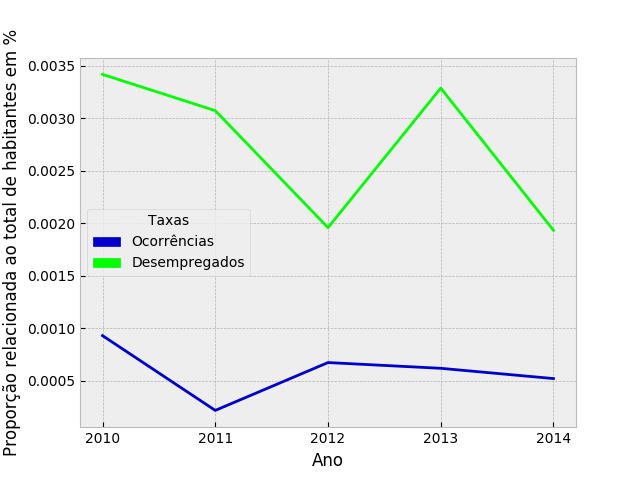 Proporção relacionada ao total de habitantes em %
0.0035
0.0030
0.0025
0.0020
0.0015
0.0010
0.0005
Taxas
Ocorrências
Desempregados
2010 2011 2012 2013 2014
Ano